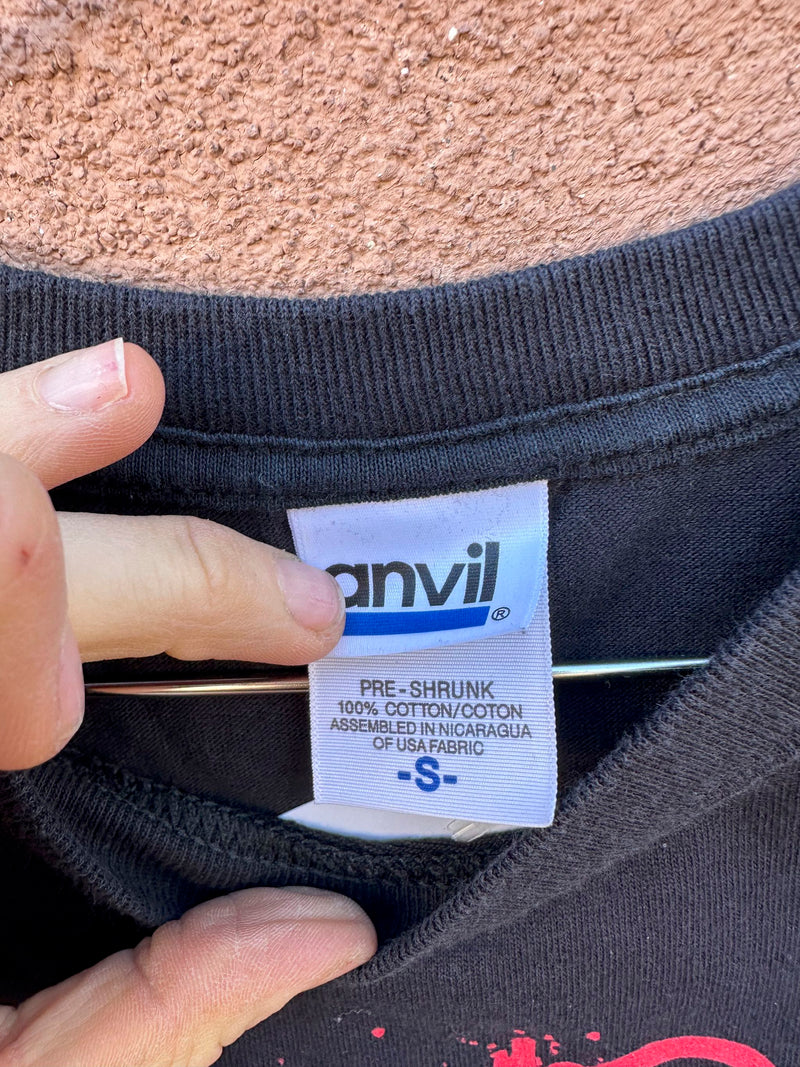 anvil
®
PRE-SHRUNK
100% COTTON/COTON
ASSEMBLED IN NICARAGUA
OF USA FABRIC
-S-